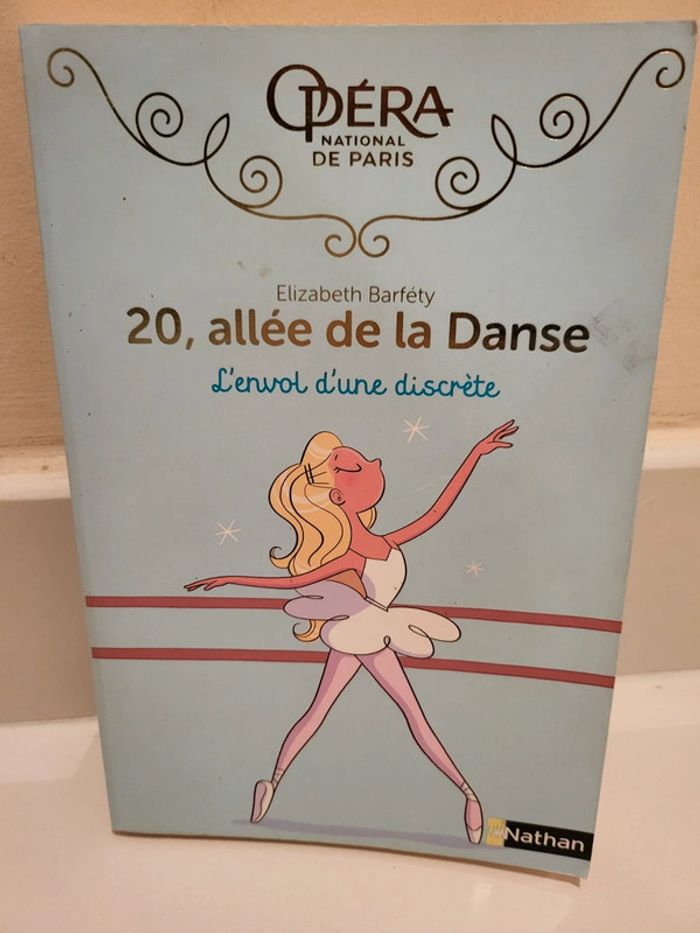 OPÉRA
NATIONAL
DE PARIS
Elizabeth Barféty
20, allée de la Danse
L'envol d'une discrète
Nathan